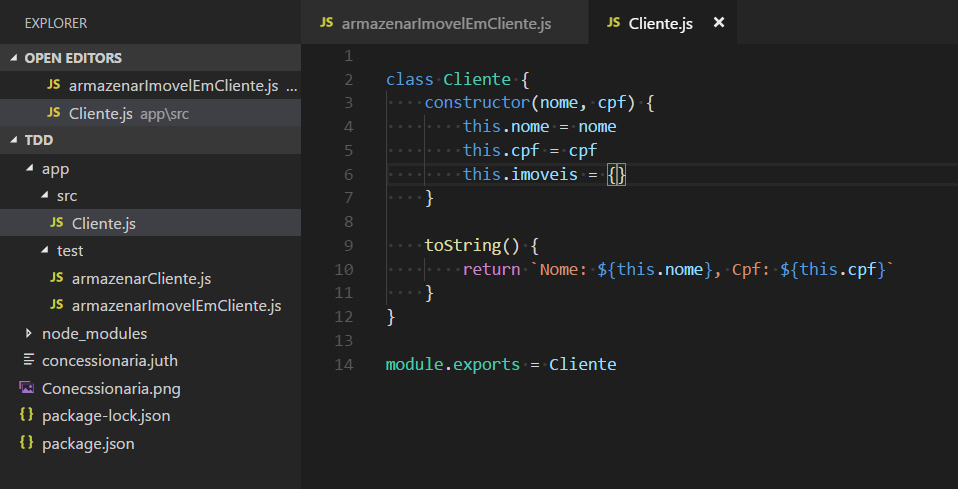 EXPLORER
OPEN EDITORS
JS armazenarImovelEmCliente.js ...
JS Cliente.js app\src
TDD
app
src
JS Cliente.js
test
JS armazenarCliente.js
JS armazenarImovelEmCliente.js
node_modules
concessionaria.juth
Conecssionaria.png
{} package-lock.json
{} package.json
JS armazenarImovelEmCliente.js
JS Cliente.js ×
1
2 class Cliente {
3 constructor(nome, cpf) {
4 this.nome = nome
5 this.cpf = cpf
6 this.imoveis = {}
7 }
8
9 toString() {
10 return `Nome: ${this.nome}, Cpf: ${this.cpf}`
11 }
12 }
13
14 module.exports = Cliente